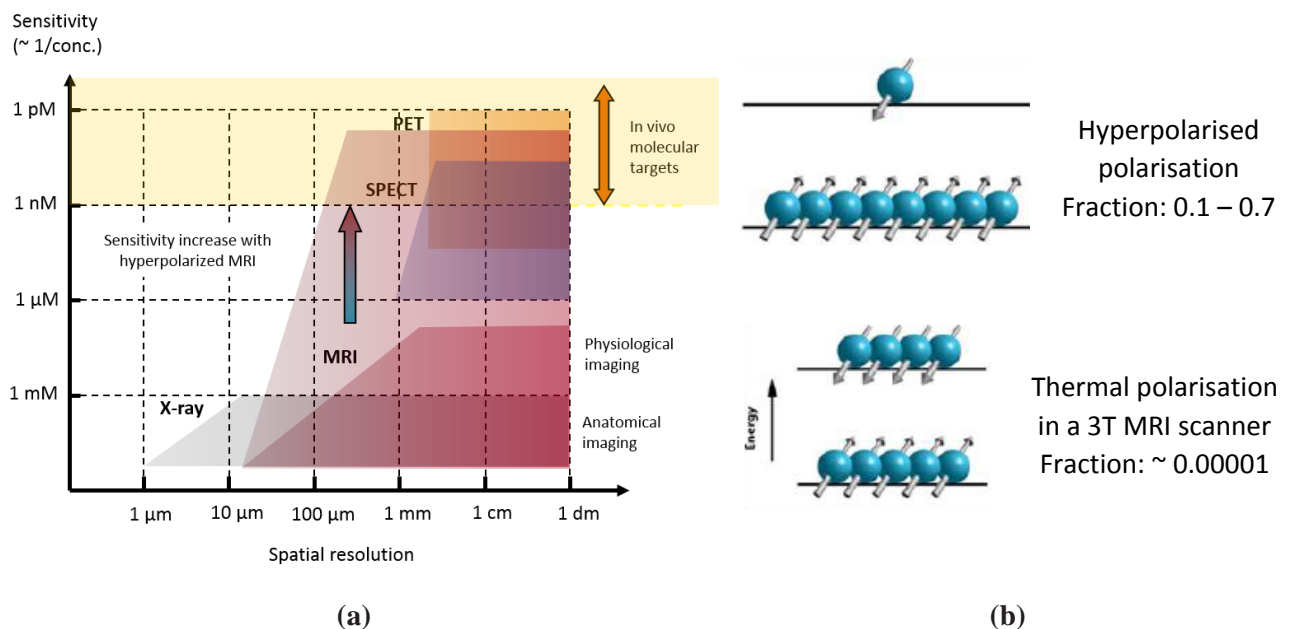 Sensitivity
(~ 1/conc.)
1 pM
1 nM
1 µM
1 mM
PET
SPECT
In vivo
molecular
targets
Sensitivity increase with
hyperpolarized MRI
MRI
X-ray
Physiological
imaging
Anatomical
imaging
1 µm
10 µm
100 µm
1 mm
1 cm
1 dm
Spatial resolution
(a)
Hyperpolarised
polarisation
Fraction: 0.1 – 0.7
Energy
Thermal polarisation
in a 3T MRI scanner
Fraction: ~ 0.00001
(b)